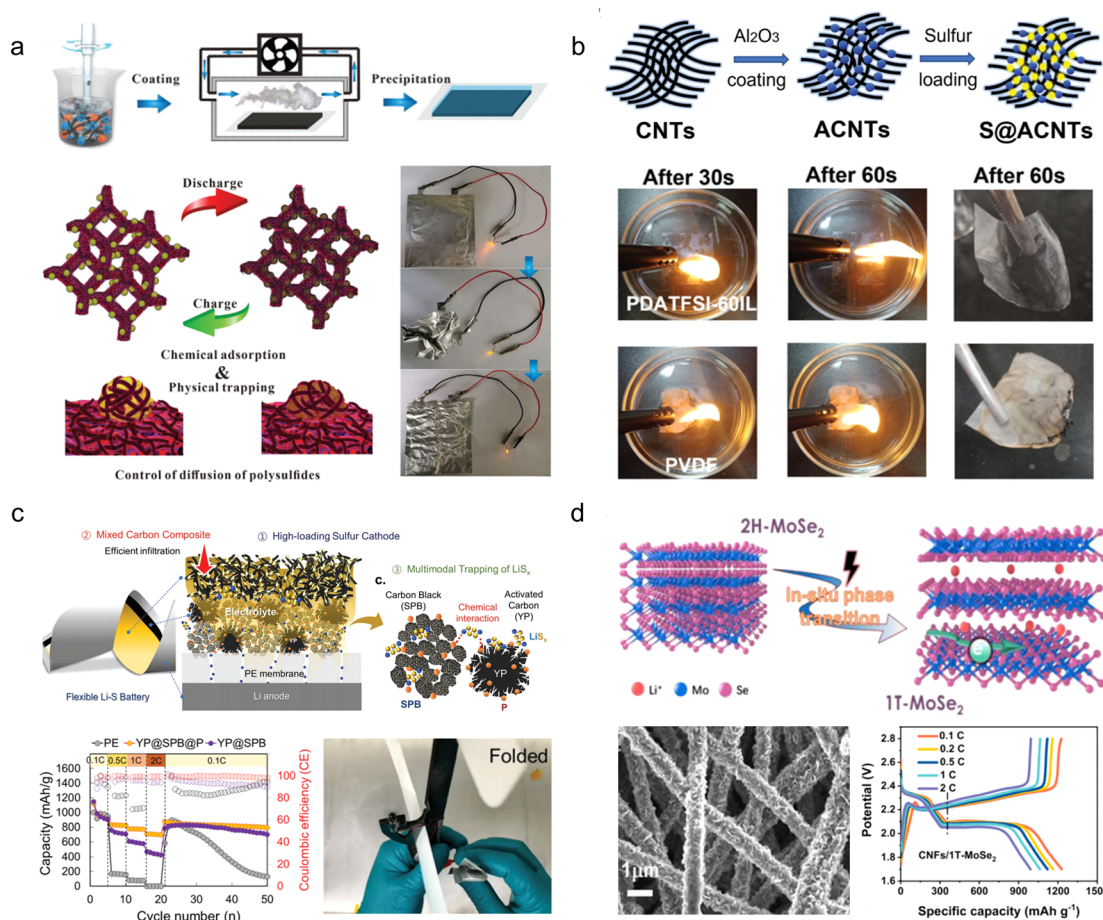 a
Coating
Precipitation
Discharge
Charge
Chemical adsorption
&
Physical trapping
Control of diffusion of polysulfides
b
Al₂O₃
coating
Sulfur
loading
CNTs
ACNTs
S@ACNTs
After 30s
After 60s
After 60s
PDATFSI-60IL
PVDF
c
② Mixed Carbon Composite
Efficient infiltration
① High-loading Sulfur Cathode
c.
③ Multimodal Trapping of LiSₓ
Carbon Black
(SPB)
Chemical
interaction
Activated
Carbon
(YP)
LiSₓ
Electrolyte
YP
YP
SPB
P
PE membrane
Li anode
Flexible Li-S Battery
PE
YP@SPB@P
YP@SPB
0.1C
0.5C
1C
2C
0.1C
1600
1400
1200
1000
800
600
400
200
0
Capacity (mAh/g)
100
80
60
40
20
0
Coulombic efficiency (CE)
0
10
20
30
40
50
Cycle number (n)
Folded
d
2H-MoSe₂
In-situ phase
transition
e⁻
Li⁺
Mo
Se
1T-MoSe₂
1μm
2.8
2.4
2.0
1.6
Potential (V)
0.1 C
0.2 C
0.5 C
1 C
2 C
CNFs/1T-MoSe₂
0
300
600
900
1200
150
Specific capacity (mAh g⁻¹)